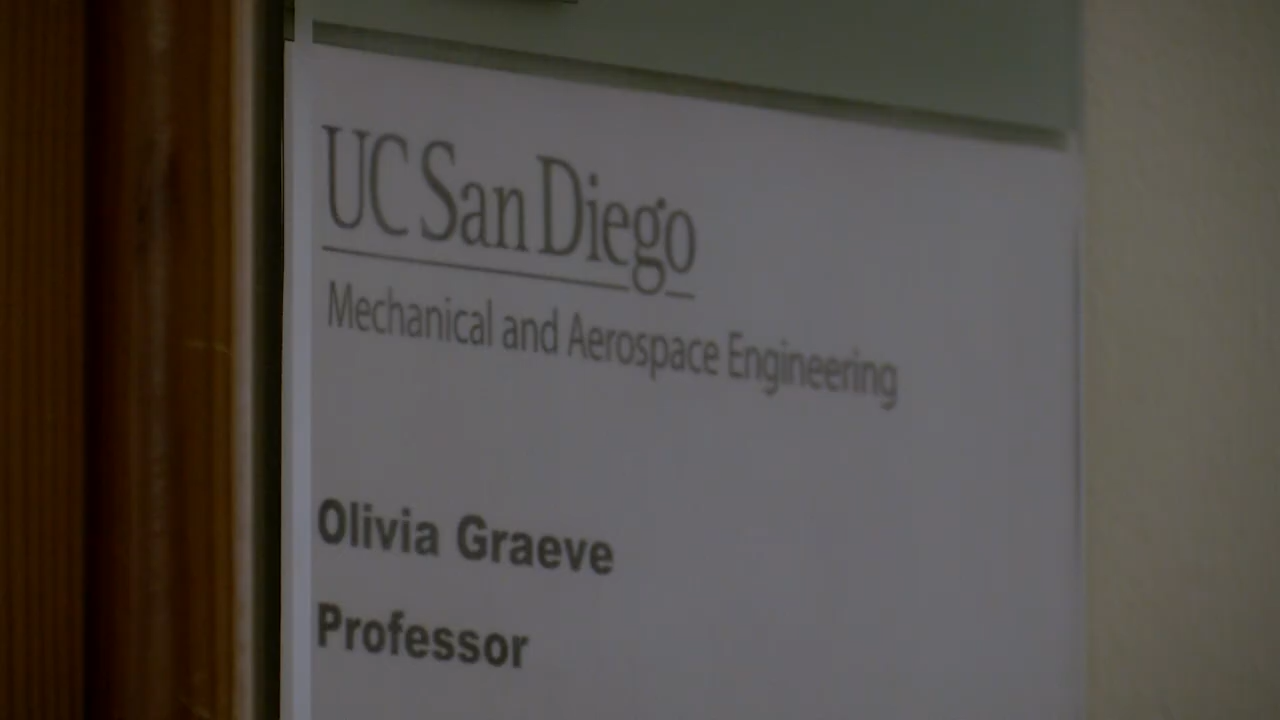 UC San Diego
Mechanical and Aerospace Engineering
Olivia Graeve
Professor